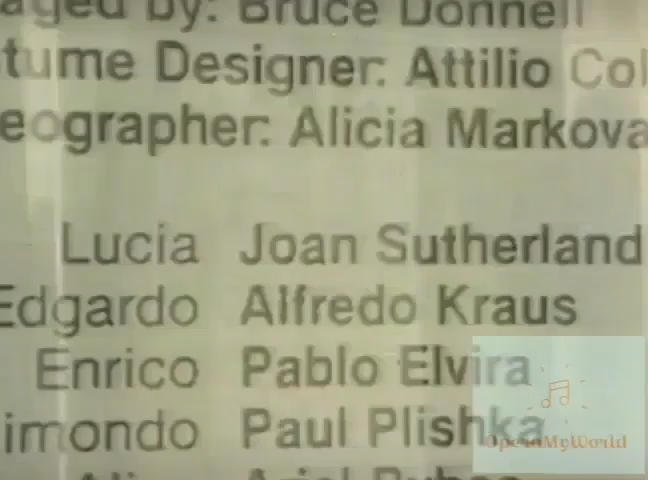 aged by: Bruce Donnell
tume Designer: Attilio Col
eographer: Alicia Markova
Lucia Joan Sutherland
Edgardo Alfredo Kraus
Enrico Pablo Elvira
imondo Paul Plishka
OperaMyWorld